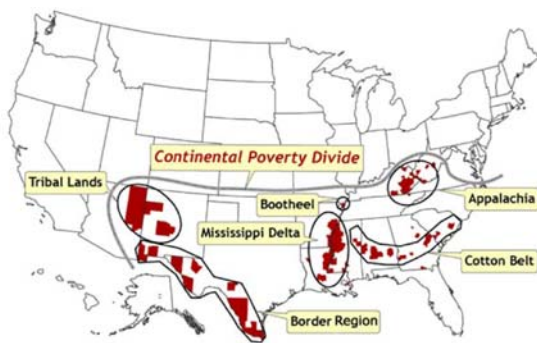 Continental Poverty Divide
Tribal Lands
Bootheel
Appalachia
Mississippi Delta
Cotton Belt
Border Region